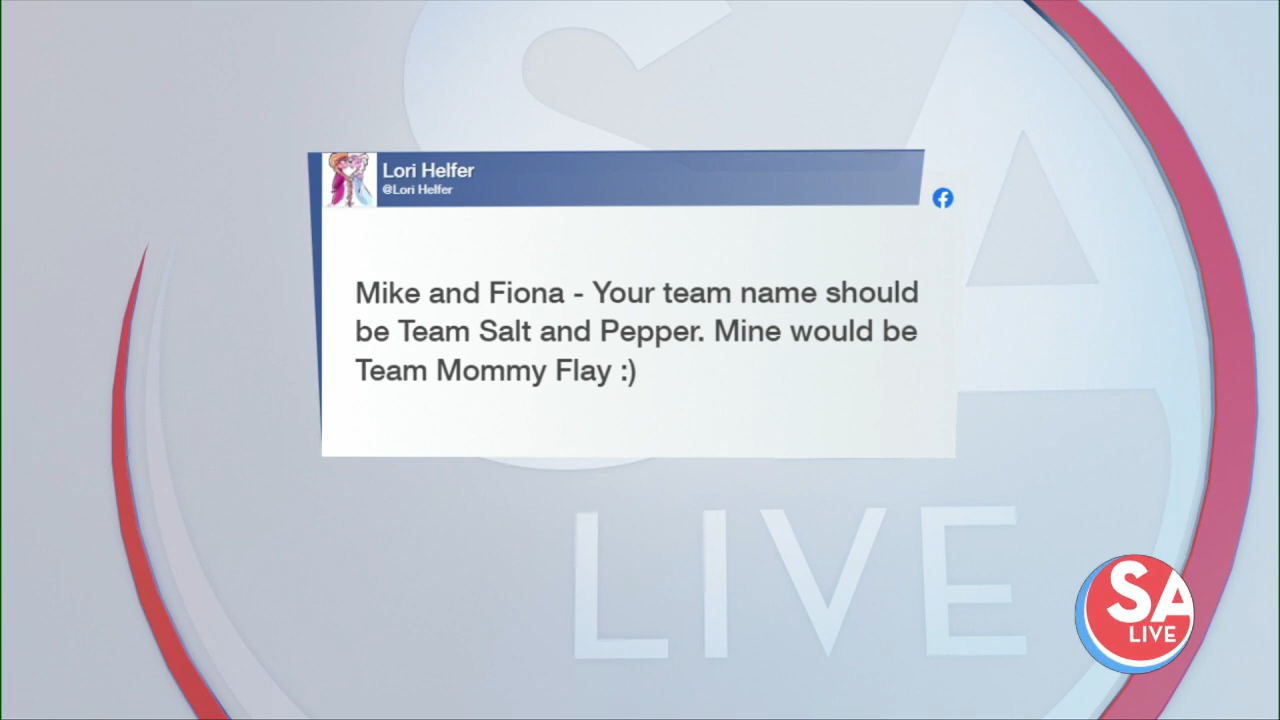 Lori Helfer
@Lori Helfer
Mike and Fiona - Your team name should
be Team Salt and Pepper. Mine would be
Team Mommy Flay :)
SA
LIVE
SA
LIVE